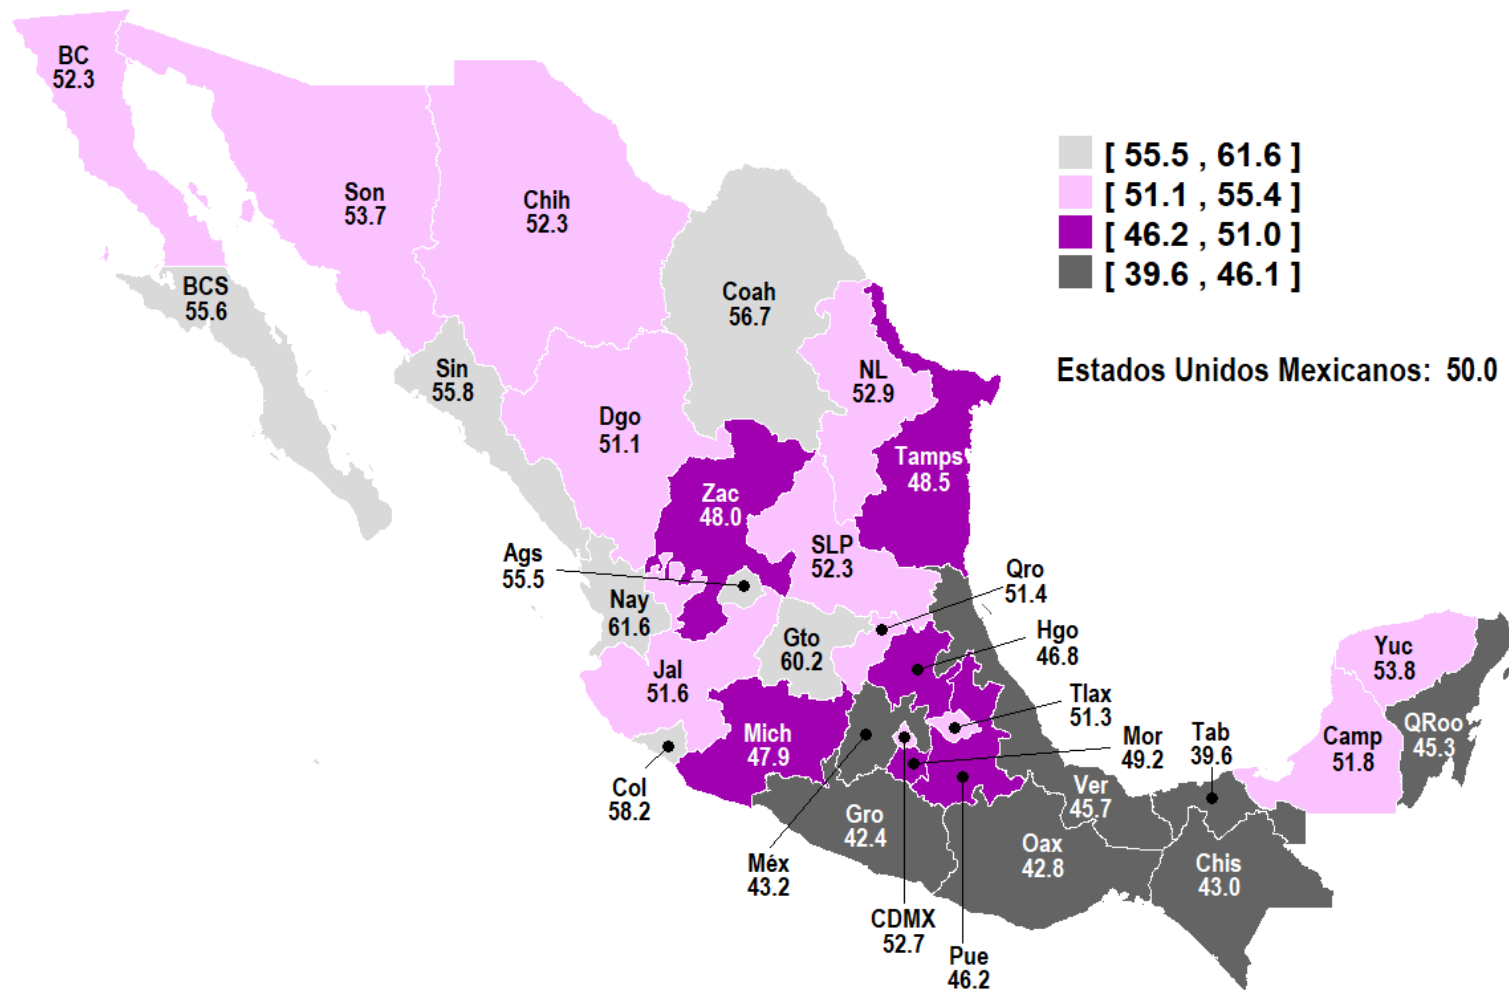 BC
52.3
Son
53.7
Chih
52.3
[ 55.5 , 61.6 ]
[ 51.1 , 55.4 ]
[ 46.2 , 51.0 ]
[ 39.6 , 46.1 ]
BCS
55.6
Coah
56.7
Estados Unidos Mexicanos: 50.0
Sin
55.8
NL
52.9
Dgo
51.1
Tamps
48.5
Zac
48.0
Ags
55.5
SLP
52.3
Qro
51.4
Nay
61.6
Gto
60.2
Hgo
46.8
Yuc
53.8
Jal
51.6
Tlax
51.3
QRoo
45.3
Mich
47.9
Mor
49.2
Tab
39.6
Camp
51.8
Col
58.2
Ver
45.7
Gro
42.4
Oax
42.8
Chis
43.0
Méx
43.2
CDMX
52.7
Pue
46.2